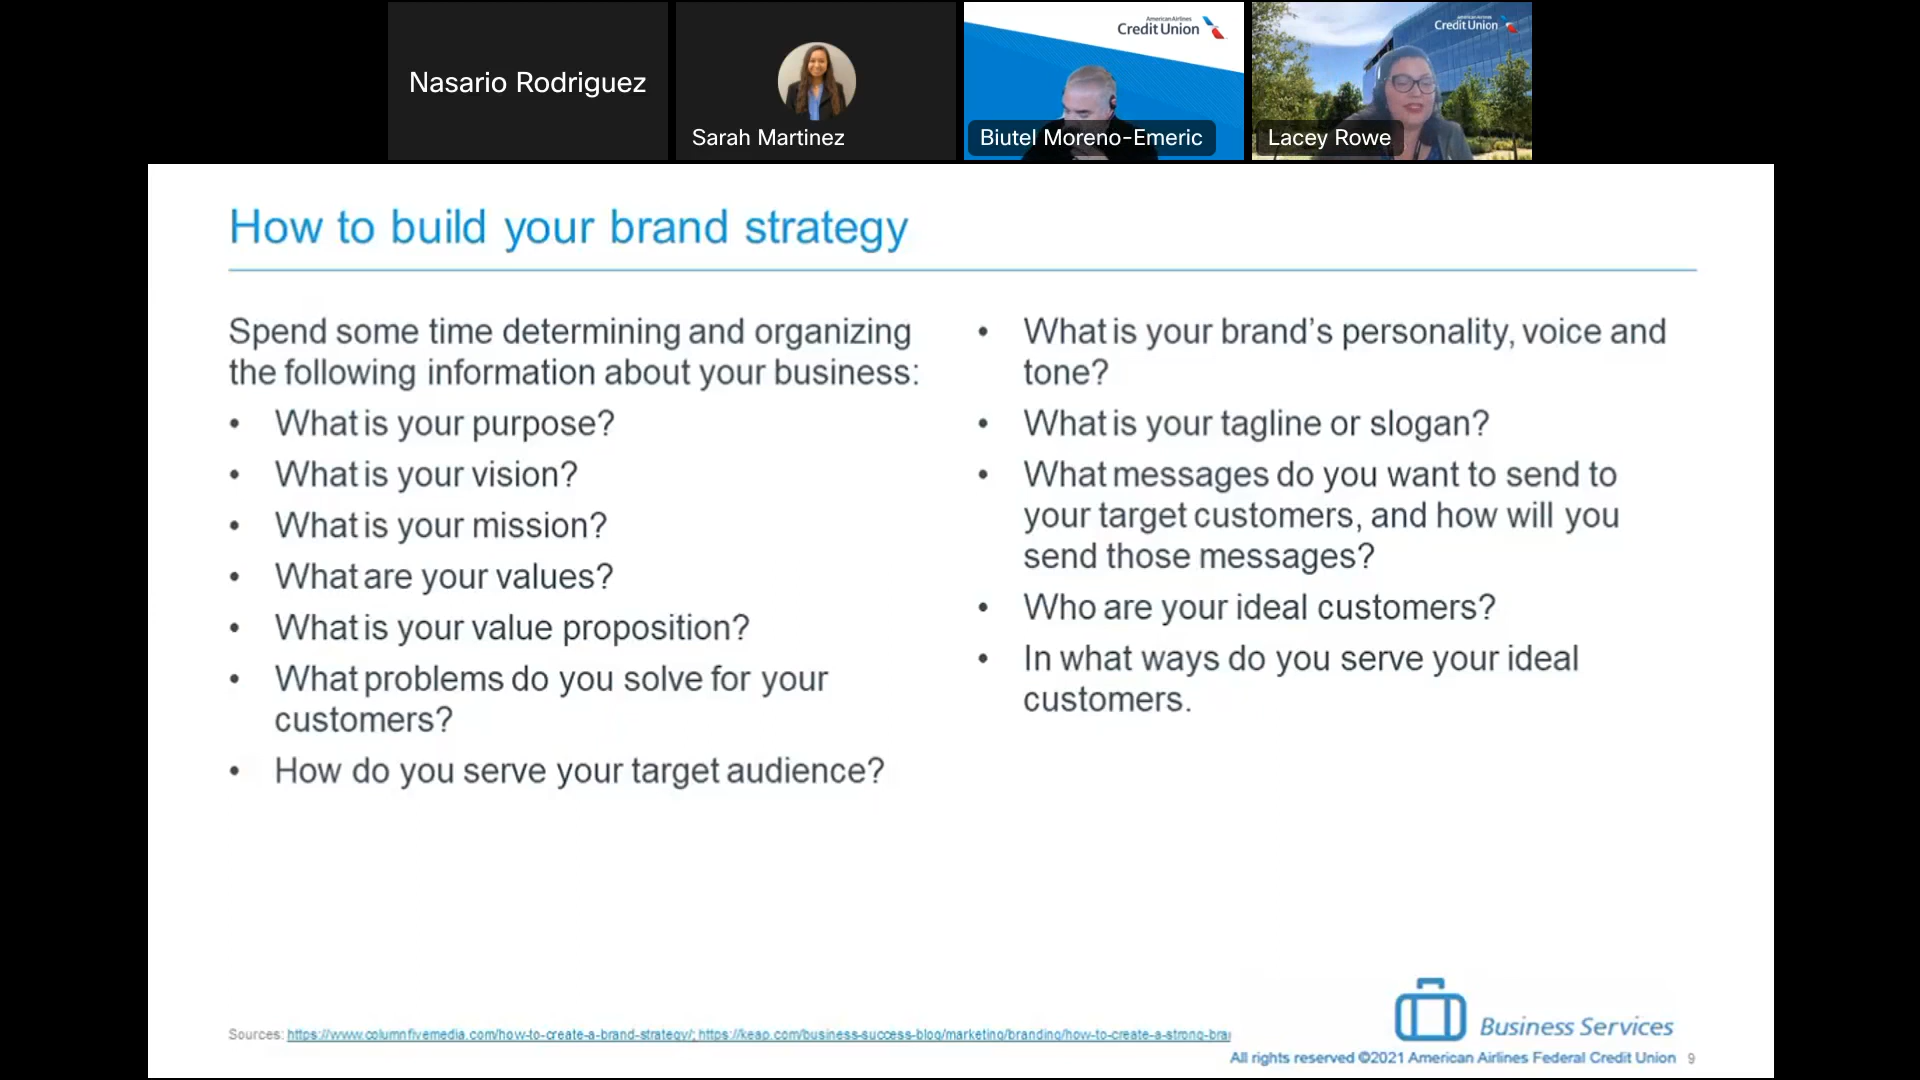 Nasario Rodriguez
Sarah Martinez
American Airlines
Credit Union
Biutel Moreno-Emeric
American Airlines
Credit Union
Lacey Rowe
How to build your brand strategy
Spend some time determining and organizing
the following information about your business:
• What is your purpose?
• What is your vision?
• What is your mission?
• What are your values?
• What is your value proposition?
• What problems do you solve for your
customers?
• How do you serve your target audience?
• What is your brand's personality, voice and
tone?
• What is your tagline or slogan?
• What messages do you want to send to
your target customers, and how will you
send those messages?
• Who are your ideal customers?
• In what ways do you serve your ideal
customers.
Sources: https://www.columnfivemedia.com/how-to-create-a-brand-strategy/; https://keap.com/business-success-blog/marketing/branding/how-to-create-a-strong-bra
Business Services
All rights reserved ©2021 American Airlines Federal Credit Union 9